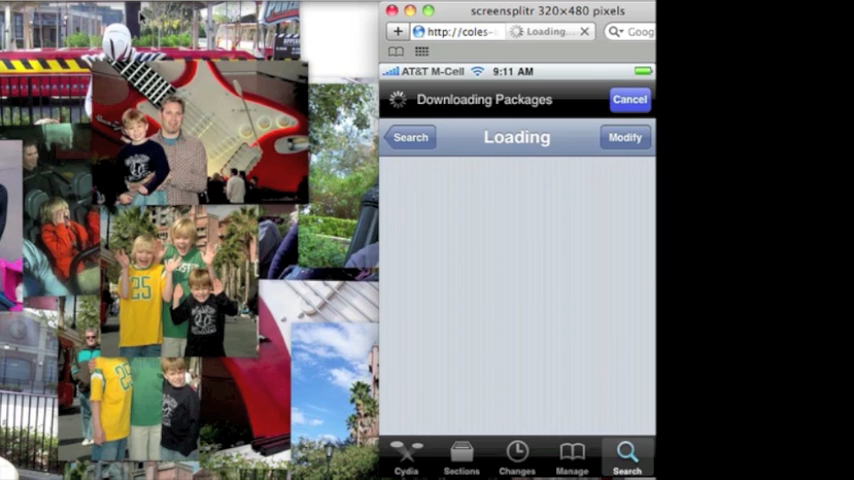 screensplitr 320×480 pixels
http://coles-
Loading...
Goog
AT&T M-Cell
9:11 AM
Downloading Packages
Cancel
Search
Loading
Modify
25
Cydia
Sections
Changes
Manage
Search